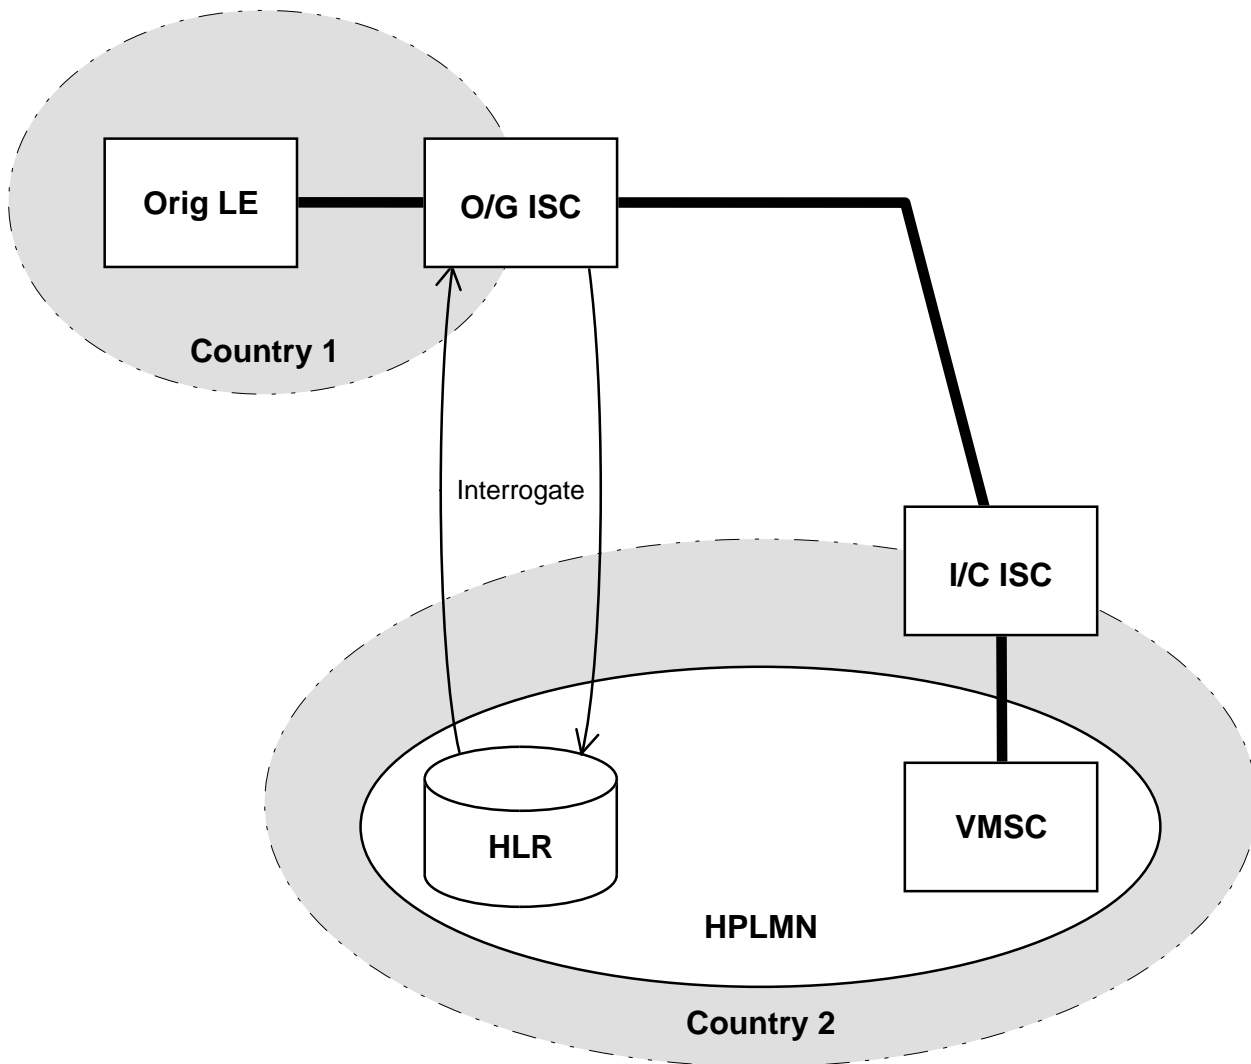 Orig LE
O/G ISC
Country 1
Interrogate
I/C ISC
HLR
VMSC
HPLMN
Country 2